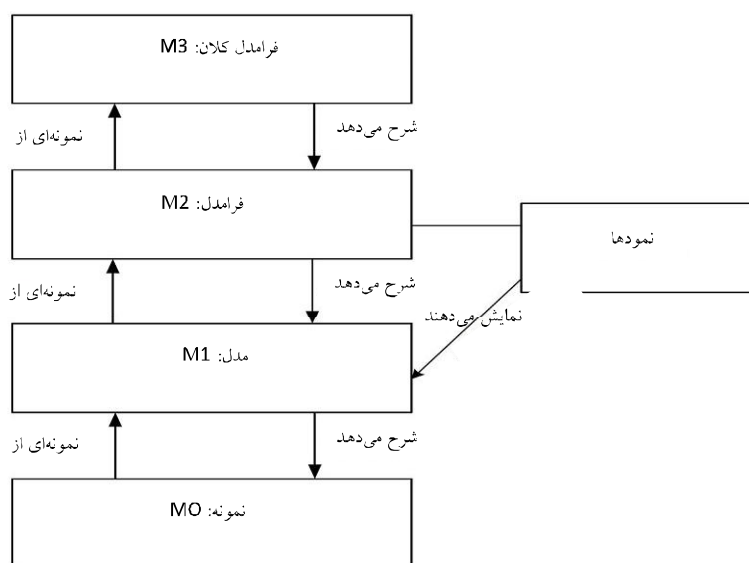 فرامدل کلان: M3
نمونه‌ای از
شرح می‌دهد
فرامدل: M2
نمودها
نمونه‌ای از
شرح می‌دهد
نمایش می‌دهند
مدل: M1
نمونه‌ای از
شرح می‌دهد
نمونه: MO